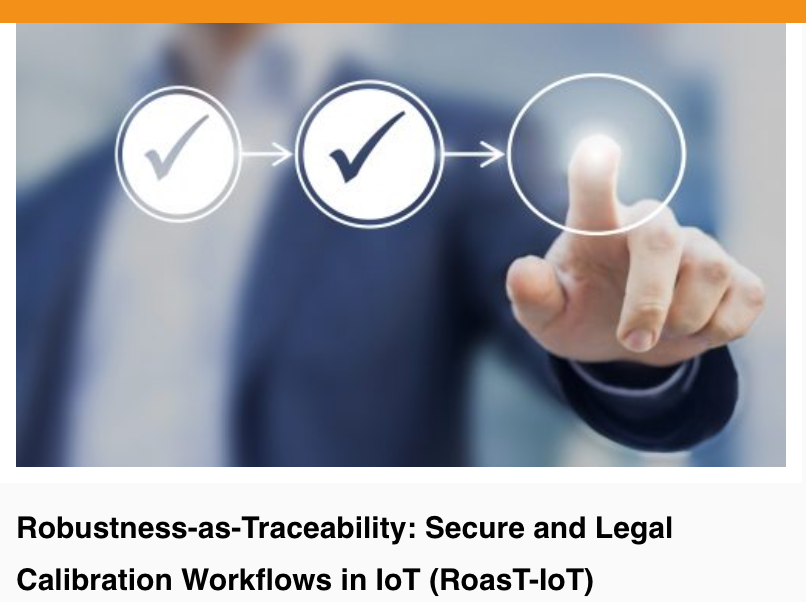 Robustness-as-Traceability: Secure and Legal
Calibration Workflows in IoT (RoasT-IoT)